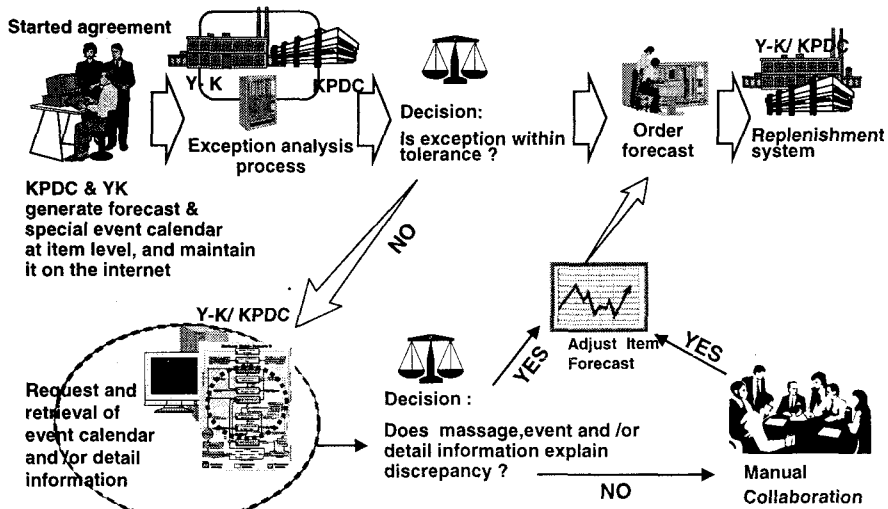 Started agreement
Y- K
KPDC
Exception analysis
process
Decision:
Is exception within
tolerance ?
Order
forecast
Y-K/ KPDC
Replenishment
system
KPDC & YK
generate forecast &
special event calendar
at item level, and maintain
it on the internet
NO
Y-K/ KPDC
Request and
retrieval of
event calendar
and /or detail
information
Decision :
Does massage,event and /or
detail information explain
discrepancy ?
YES
Adjust Item
Forecast
YES
NO
Manual
Collaboration